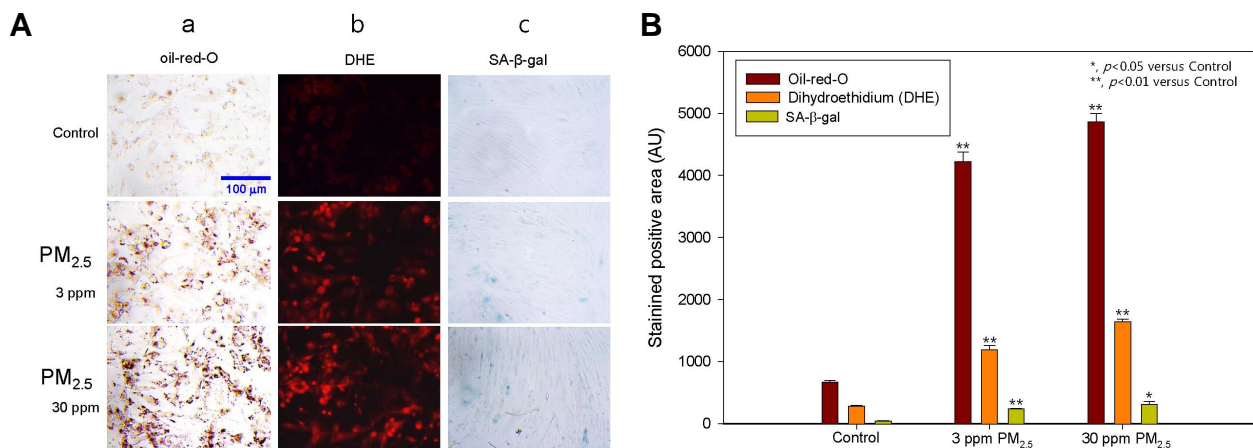 A
a b c
oil-red-O DHE SA-β-gal
Control
100 µm
PM2.5
3 ppm
PM2.5
30 ppm
B
6000
5000
4000
3000
2000
1000
0
Stainined positive area (AU)
Oil-red-O
Dihydroethidium (DHE)
SA-β-gal
*, p<0.05 versus Control
**, p<0.01 versus Control
** ** **
** ** *
Control 3 ppm PM2.5 30 ppm PM2.5